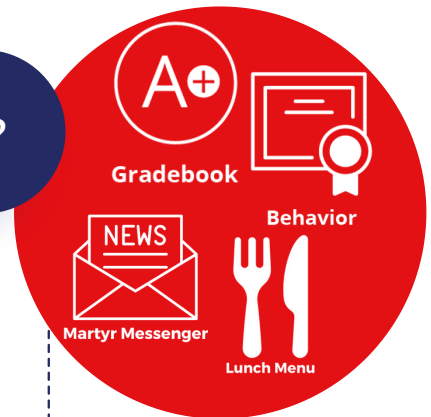 A+
Gradebook
Behavior
NEWS
Martyr Messenger
Lunch Menu